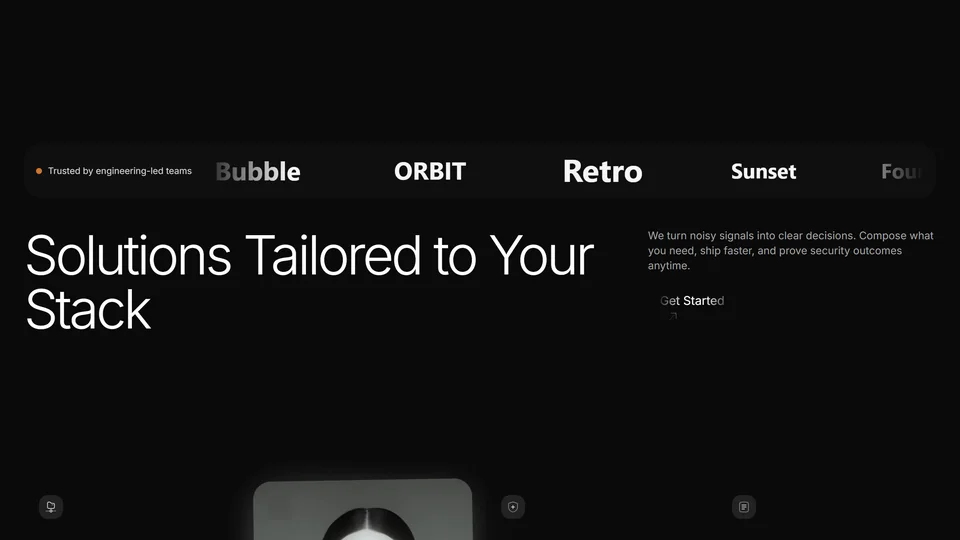 Trusted by engineering-led teams
Bubble
ORBIT
Retro
Sunset
Solutions Tailored to Your
Stack
We turn noisy signals into clear decisions. Compose what
you need, ship faster, and prove security outcomes
anytime.
Get Started